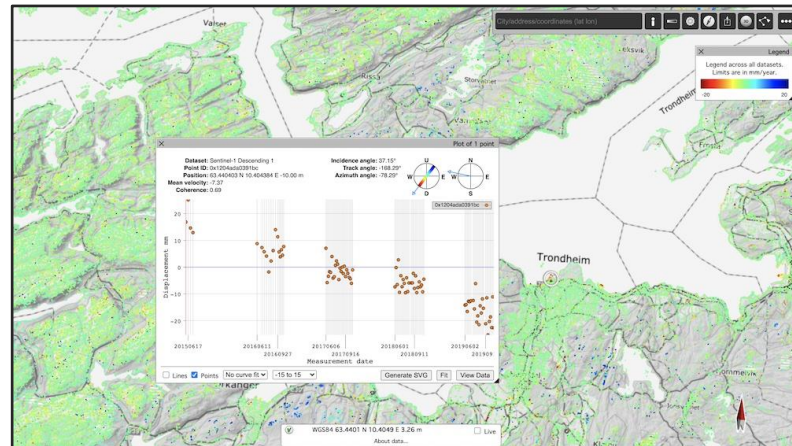 Valset
City/address/coordinates (lat lon)
Legend
Legend across all datasets.
Limits are in mm/year.
-20
20
Plot of 1 point
Dataset: Sentinel-1 Descending 1
Point ID: 0x1204ada0391bc
Position: 63.440403 N 10.404384 E -10.00 m
Mean velocity: -7.37
Coherence: 0.69
Incidence angle: 37.15°
Track angle: -168.29°
Azimuth angle: -78.29°
U
W
E
D
N
W
E
S
0x1204ada0391bc
Displacement mm
20
10
0
-10
-20
20150617
20160611
20160927
20170606
20170916
20180601
20180911
20190602
201909
Measurement date
Lines
Points
No curve fit
-15 to 15
Generate SVG
Fit
View Data
Trondheim
WGS84 63.4401 N 10.4049 E 3.26 m
Live
About data...